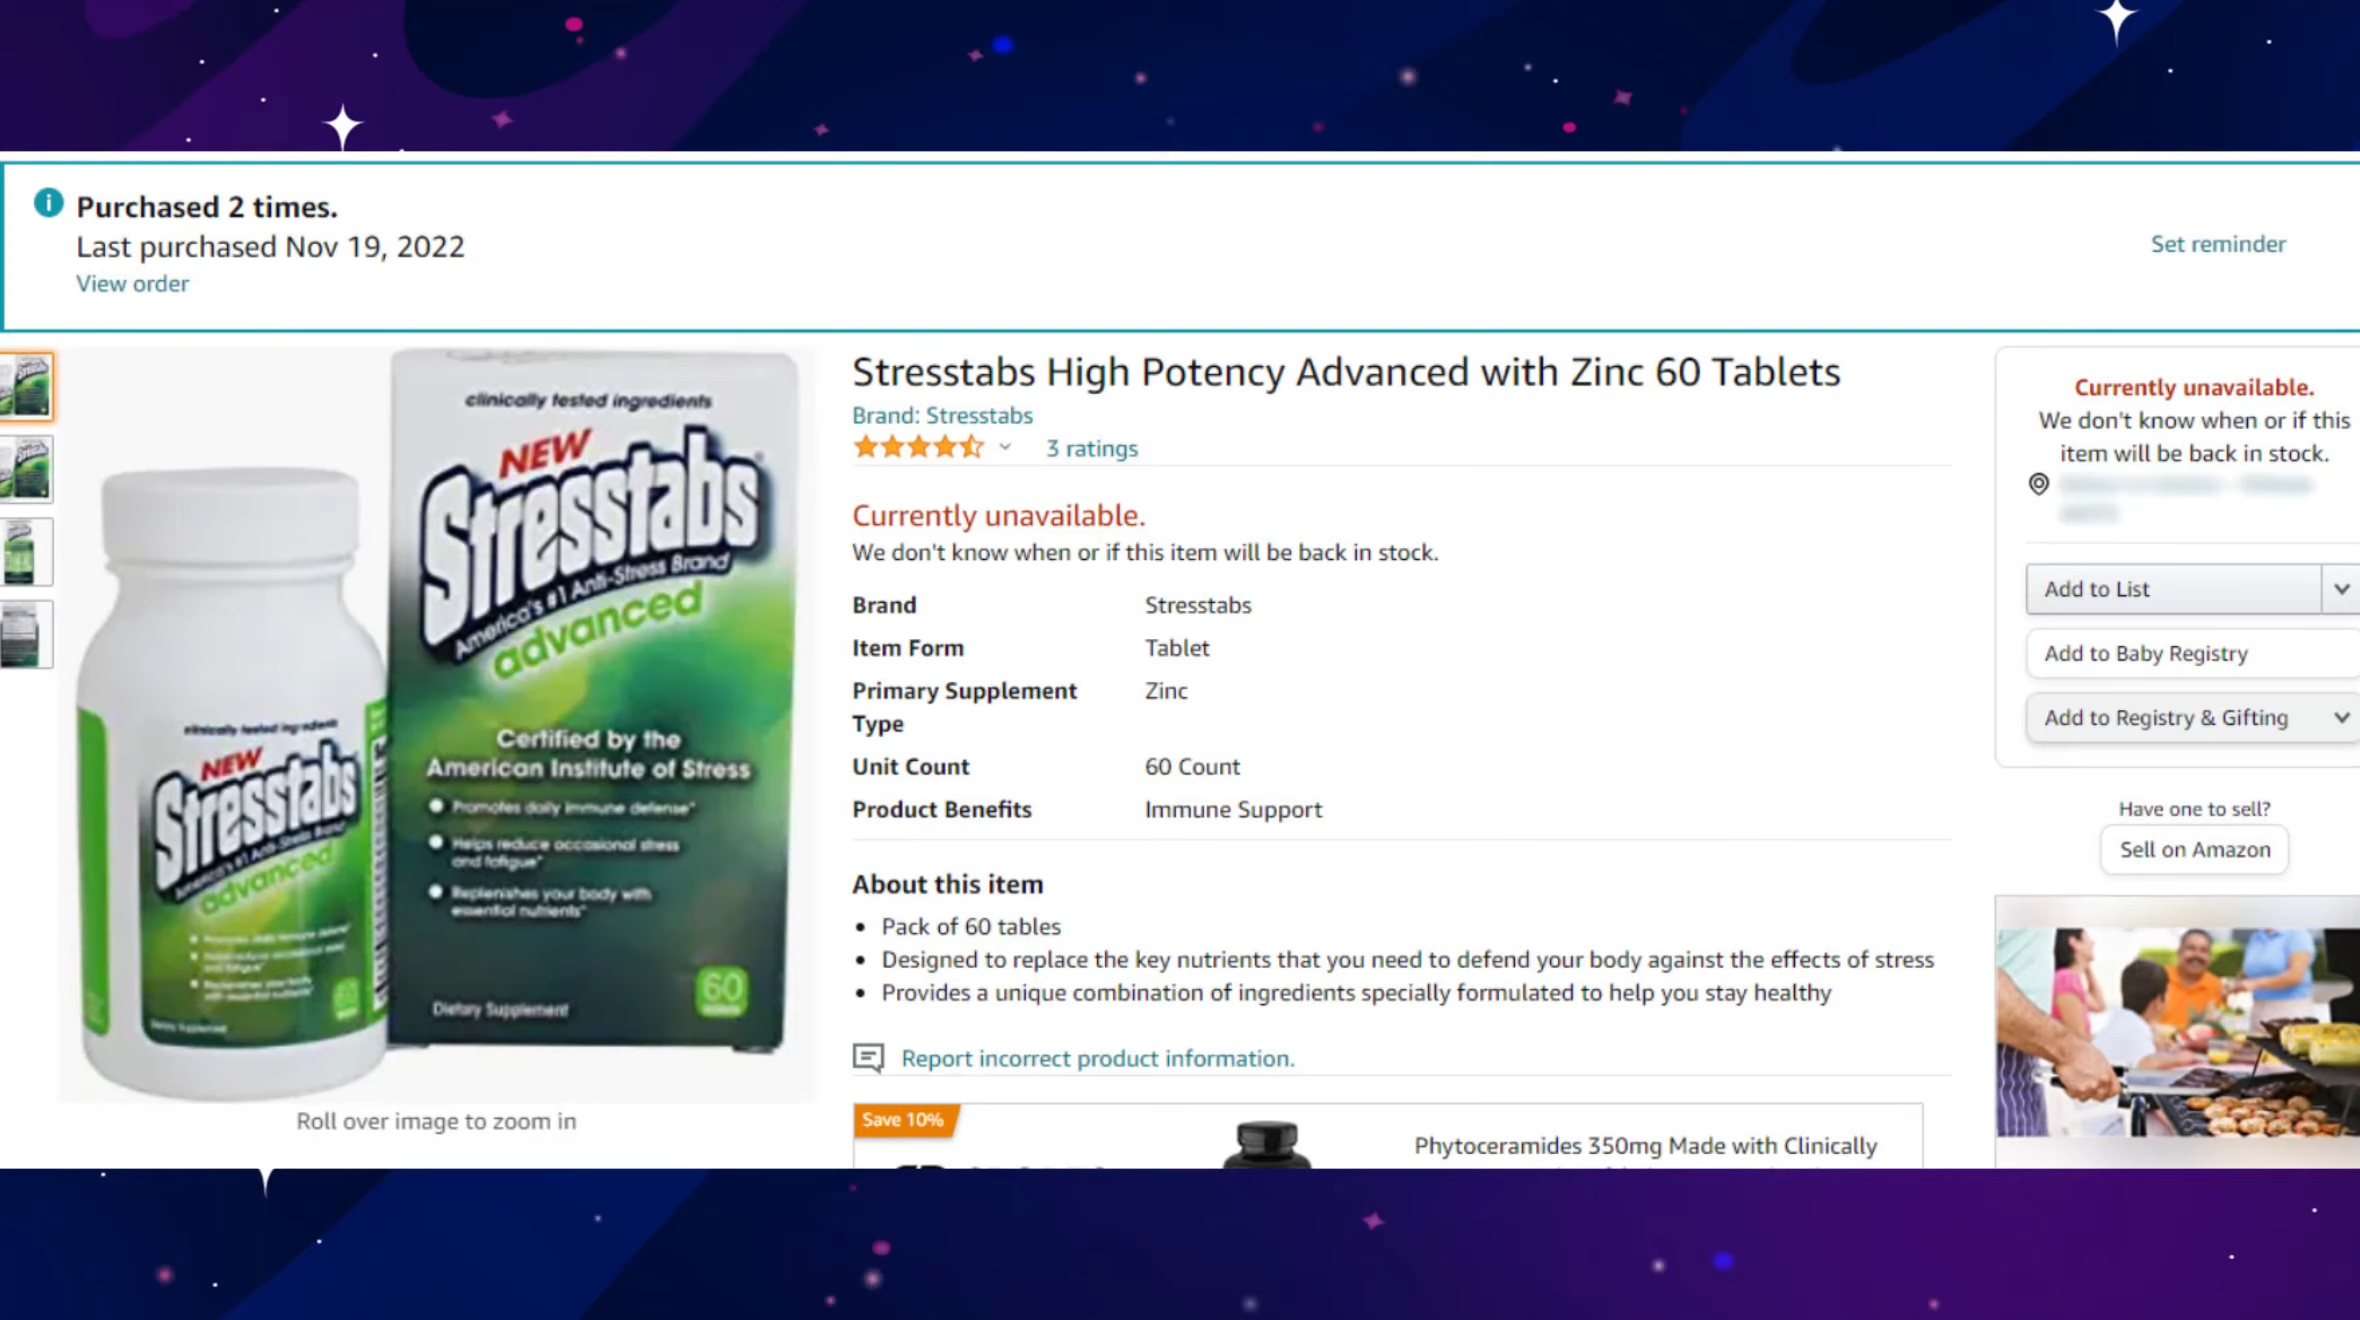 Purchased 2 times.
Last purchased Nov 19, 2022
View order
Set reminder
clinically tested ingredients
NEW
Stresstabs
America's #1 Anti-Stress Brand
advanced
Certified by the
American Institute of Stress
Promotes daily immune defense*
Helps reduce occasional stress
and fatigue*
Replenishes your body with
essential nutrients*
Dietary Supplement
60
clinically tested ingredients
NEW
Stresstabs
America's #1 Anti-Stress Brand
advanced
Roll over image to zoom in
Stresstabs High Potency Advanced with Zinc 60 Tablets
Brand: Stresstabs
3 ratings
Currently unavailable.
We don't know when or if this item will be back in stock.
Brand Stresstabs
Item Form Tablet
Primary Supplement Type Zinc
Unit Count 60 Count
Product Benefits Immune Support
About this item
• Pack of 60 tables
• Designed to replace the key nutrients that you need to defend your body against the effects of stress
• Provides a unique combination of ingredients specially formulated to help you stay healthy
Report incorrect product information.
Save 10%
Phytoceramides 350mg Made with Clinically
Currently unavailable.
We don't know when or if this
item will be back in stock.
Add to List
Add to Baby Registry
Add to Registry & Gifting
Have one to sell?
Sell on Amazon